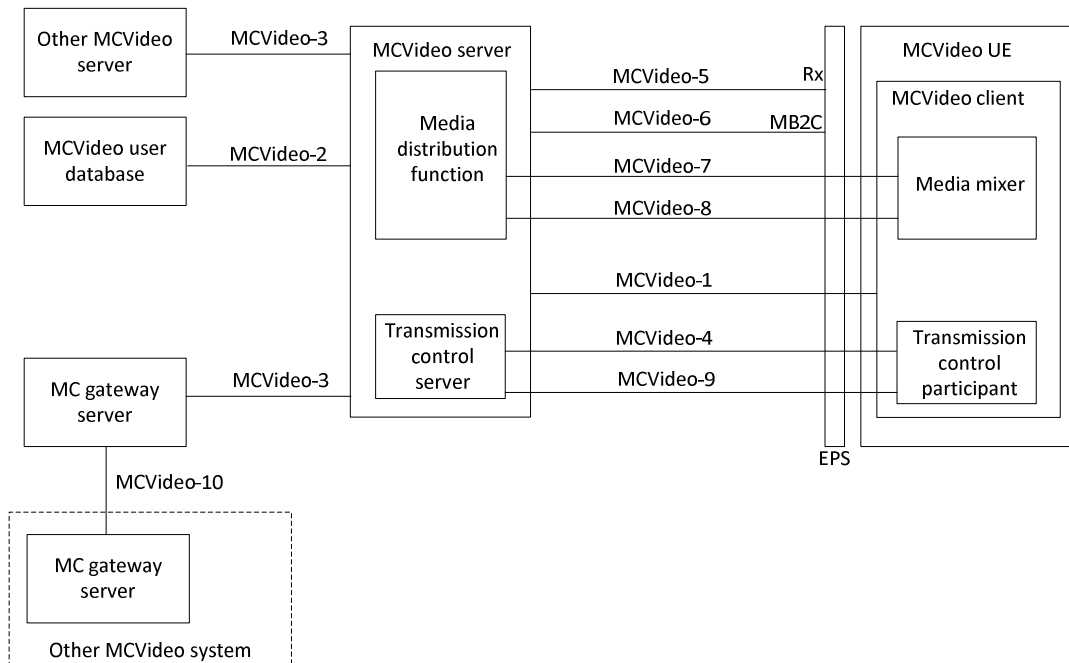 Other MCVideo
server
MCVideo-3
MCVideo user
database
MCVideo-2
MCVideo server
Media
distribution
function
Transmission
control
server
MCVideo-5
Rx
MCVideo-6
MB2C
MCVideo-7
MCVideo-8
MCVideo-1
MCVideo-4
MCVideo-9
EPS
MCVideo UE
MCVideo client
Media mixer
Transmission
control
participant
MC gateway
server
MCVideo-3
MCVideo-10
MC gateway
server
Other MCVideo system